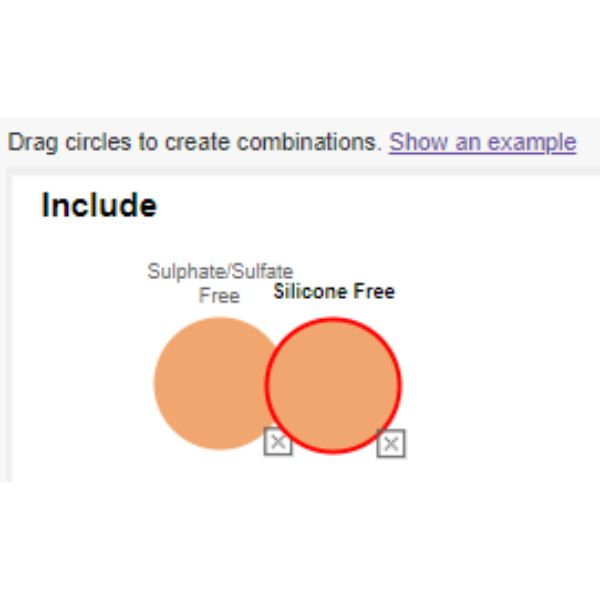 Drag circles to create combinations. Show an example
Include
Sulphate/Sulfate
Free
Silicone Free